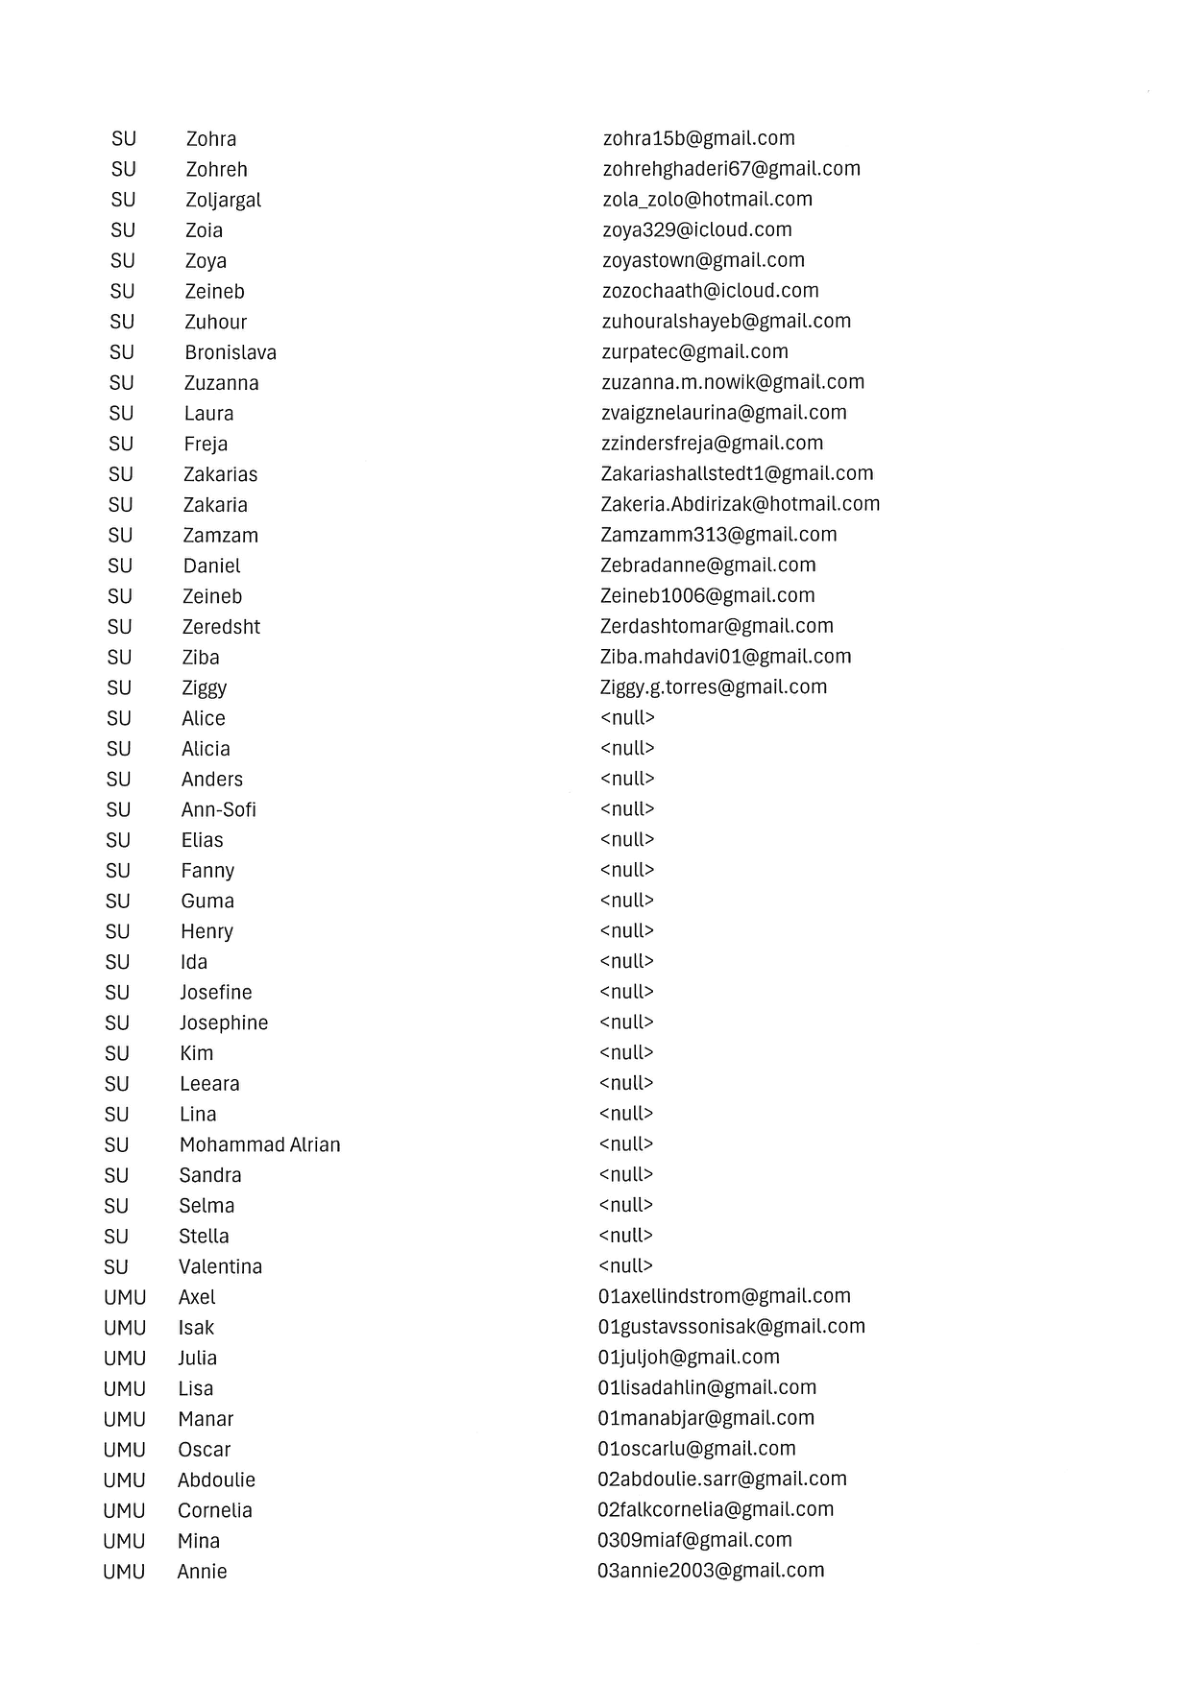 SU Zohra zohra15b@gmail.com
SU Zohreh zohrehghaderi67@gmail.com
SU Zoljargal zola_zolo@hotmail.com
SU Zoia zoya329@icloud.com
SU Zoya zoyastown@gmail.com
SU Zeineb zozochaath@icloud.com
SU Zuhour zuhouralshayeb@gmail.com
SU Bronislava zurpatec@gmail.com
SU Zuzanna zuzanna.m.nowik@gmail.com
SU Laura zvaigznelaurina@gmail.com
SU Freja zzindersfreja@gmail.com
SU Zakarias Zakariashallstedt1@gmail.com
SU Zakaria Zakeria.Abdirizak@hotmail.com
SU Zamzam Zamzamm313@gmail.com
SU Daniel Zebradanne@gmail.com
SU Zeineb Zeineb1006@gmail.com
SU Zeredsht Zerdashtomar@gmail.com
SU Ziba Ziba.mahdavi01@gmail.com
SU Ziggy Ziggy.g.torres@gmail.com
SU Alice <null>
SU Alicia <null>
SU Anders <null>
SU Ann-Sofi <null>
SU Elias <null>
SU Fanny <null>
SU Guma <null>
SU Henry <null>
SU Ida <null>
SU Josefine <null>
SU Josephine <null>
SU Kim <null>
SU Leeara <null>
SU Lina <null>
SU Mohammad Alrian <null>
SU Sandra <null>
SU Selma <null>
SU Stella <null>
SU Valentina <null>
UMU Axel 01axellindstrom@gmail.com
UMU Isak 01gustavssonisak@gmail.com
UMU Julia 01juljoh@gmail.com
UMU Lisa 01lisadahlin@gmail.com
UMU Manar 01manabjar@gmail.com
UMU Oscar 01oscarlu@gmail.com
UMU Abdoulie 02abdoulie.sarr@gmail.com
UMU Cornelia 02falkcornelia@gmail.com
UMU Mina 0309miaf@gmail.com
UMU Annie 03annie2003@gmail.com